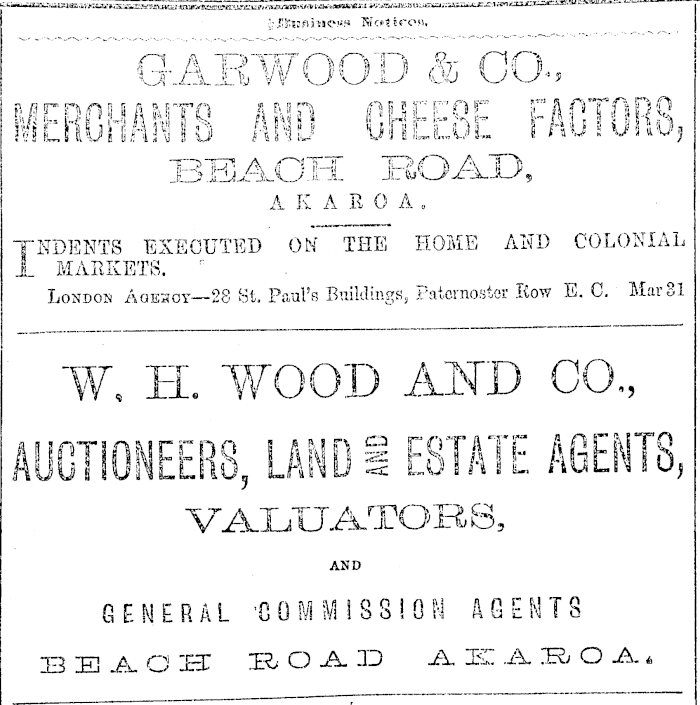 Business Notices.
GARWOOD & CO.,
MERCHANTS AND CHEESE FACTORS,
BEACH ROAD,
AKAROA.
INDENTS EXECUTED ON THE HOME AND COLONIAL
MARKETS.
LONDON AGENCY—28 St. Paul's Buildings, Paternoster Row E. C. Mar 31
W. H. WOOD AND CO.,
AUCTIONEERS, LAND AND ESTATE AGENTS,
VALUATORS,
AND
GENERAL COMMISSION AGENTS
BEACH ROAD AKAROA.